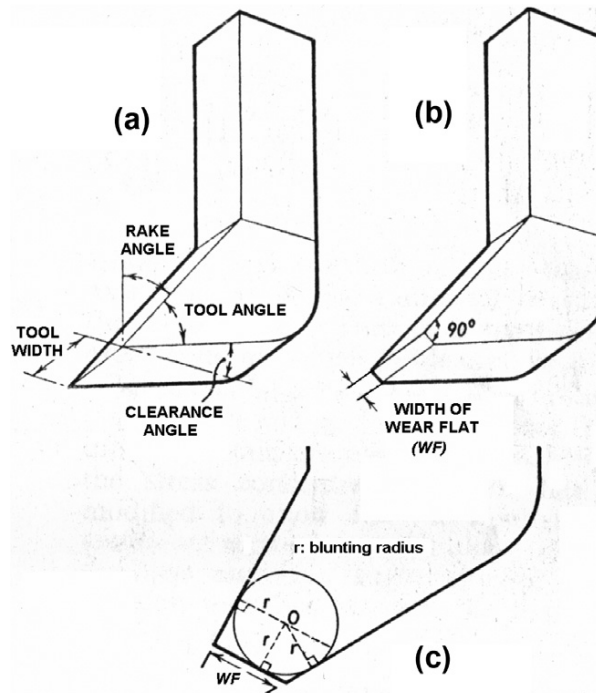 (a)
RAKE
ANGLE
TOOL ANGLE
TOOL
WIDTH
CLEARANCE
ANGLE
(b)
90°
WIDTH OF
WEAR FLAT
(WF)
r: blunting radius
r
O
r
r
WF
(c)